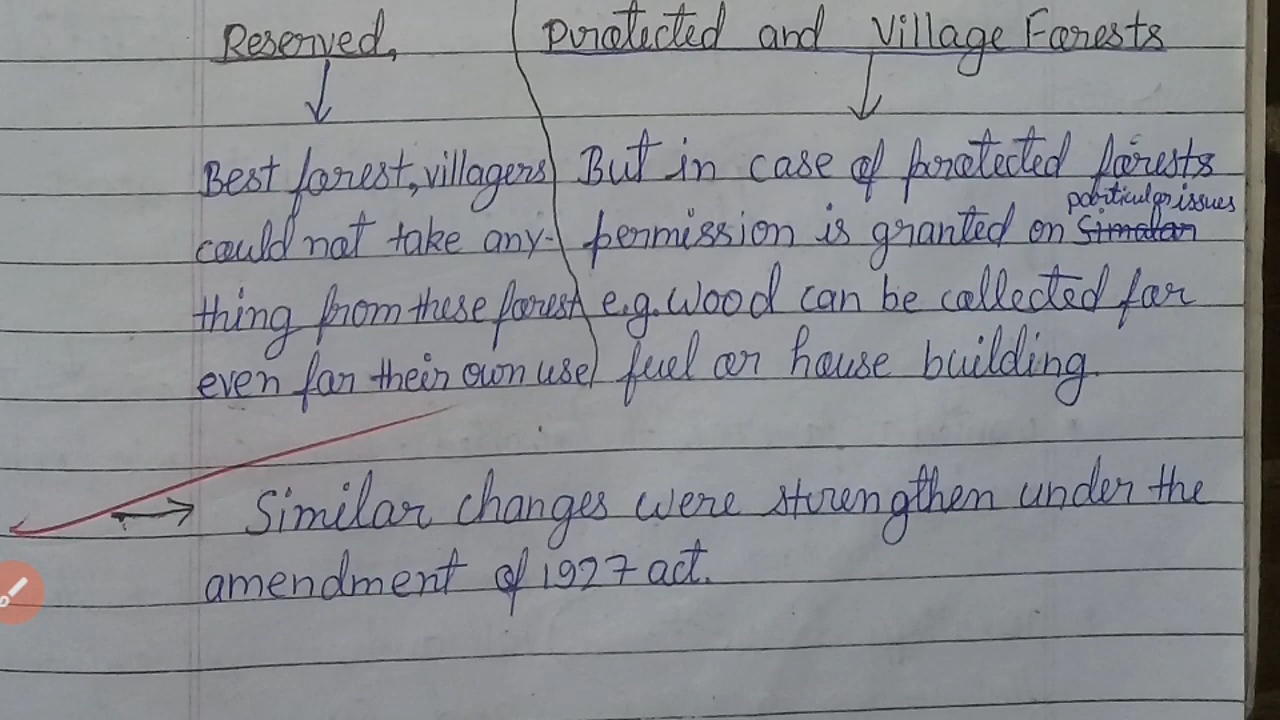 Reserved,
Protected and Village Forests
Best forest, villagers
could not take any-
thing from these forest
even for their own use
But in case of protected forests
particular issues
permission is granted on
e.g. wood can be collected for
fuel or house building.
Similar changes were strengthen under the
amendment of 1927 act.